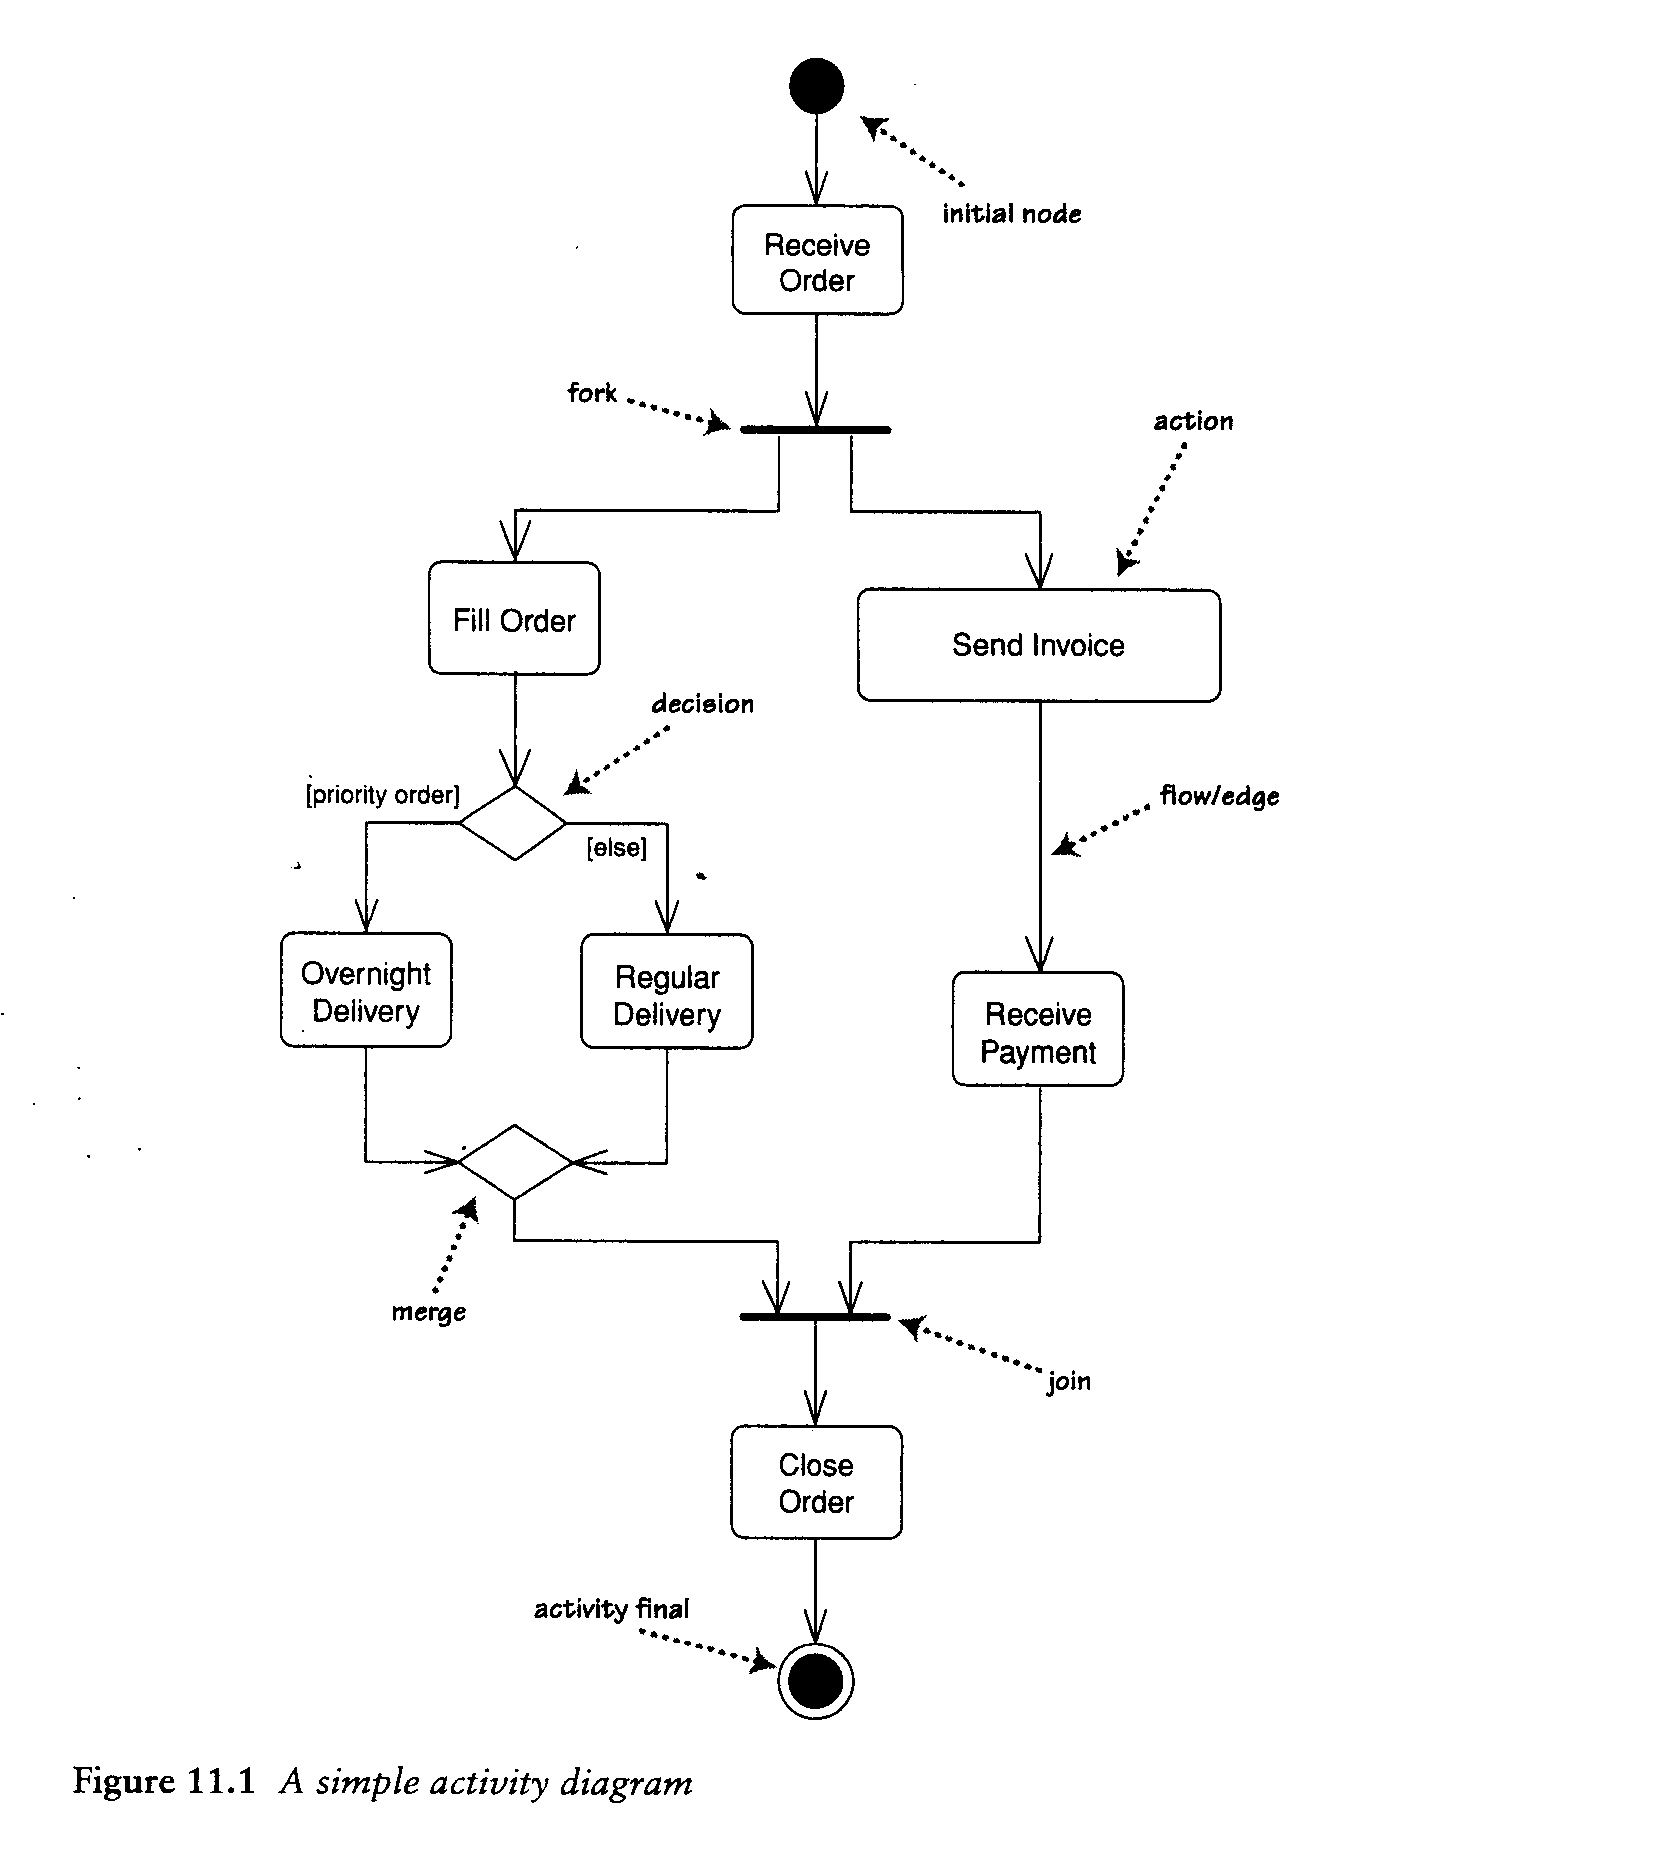 initial node
Receive
Order
fork
action
Fill Order
Send Invoice
decision
[priority order]
flow/edge
[else]
Overnight
Delivery
Regular
Delivery
Receive
Payment
merge
join
Close
Order
activity final
Figure 11.1 A simple activity diagram